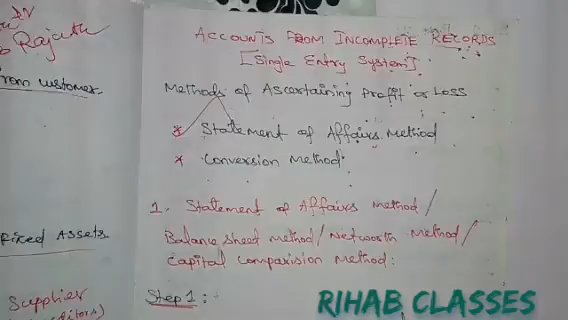 Rajath
From customer
Fixed Assets
Supplier
ACCOUNTS FROM INCOMPLETE RECORDS
[Single Entry System]
Methods of Ascertaining Profit or Loss
* Statement of Affairs Method
* Conversion Method
1. Statement of Affairs Method /
Balance Sheet Method / Networth Method /
Capital Comparision Method:
Step 1:
RIHAB CLASSES